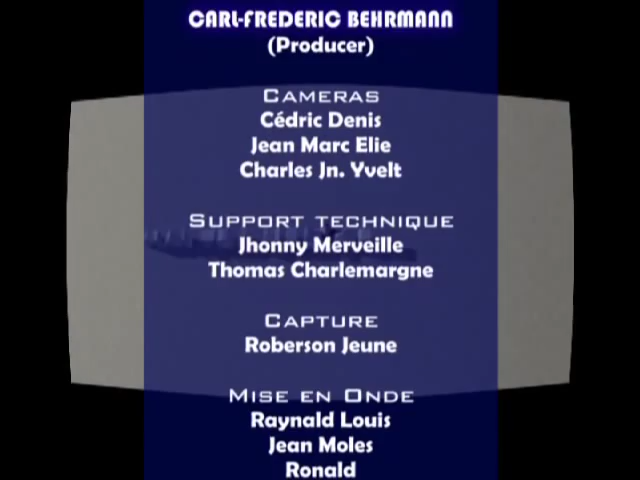 CARL-FREDERIC BEHRMANN
(Producer)
CAMERAS
Cédric Denis
Jean Marc Elie
Charles Jn. Yvelt
SUPPORT TECHNIQUE
Jhonny Merveille
Thomas Charlemargne
CAPTURE
Roberson Jeune
MISE EN ONDE
Raynald Louis
Jean Moles
Ronald